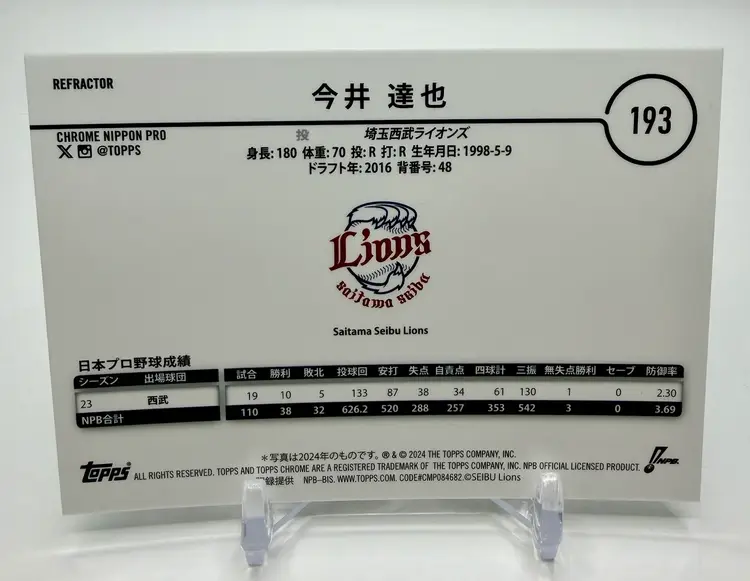 REFRACTOR
今井 達也
193
CHROME NIPPON PRO
投 埼玉西武ライオンズ
X @TOPPS
身長: 180 体重: 70 投: R 打: R 生年月日: 1998-5-9
ドラフト年: 2016 背番号: 48
Lions
saitama seibu
Saitama Seibu Lions
日本プロ野球成績
シーズン 出場球団 試合 勝利 敗北 投球回 安打 失点 自責点 四球計 三振 無失点勝利 セーブ 防御率
23 西武 19 10 5 133 87 38 34 61 130 1 0 2.30
NPB合計 110 38 32 626.2 520 288 257 353 542 3 0 3.69
*写真は2024年のものです。 ® & © 2024 THE TOPPS COMPANY, INC.
topps ALL RIGHTS RESERVED. TOPPS AND TOPPS CHROME ARE A REGISTERED TRADEMARK OF THE TOPPS COMPANY, INC. NPB OFFICIAL LICENSED PRODUCT. NPB.
録提供 NPB-BIS. WWW.TOPPS.COM. CODE#CMP084682.©SEIBU Lions